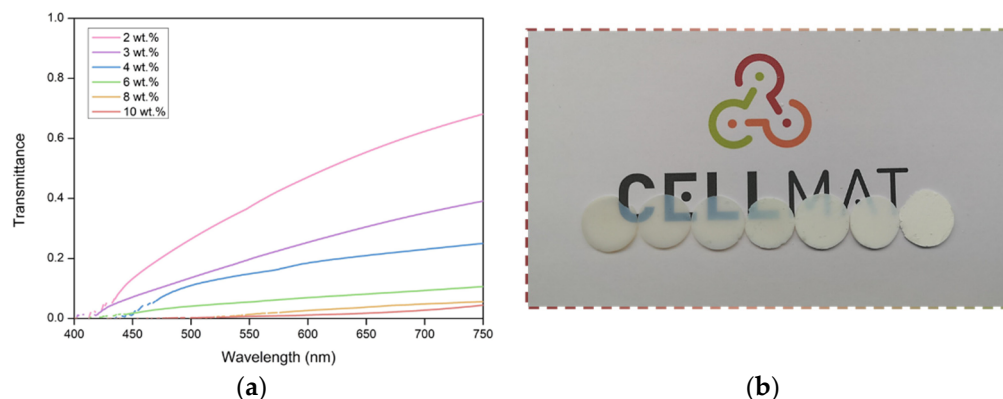 1.0
0.8
0.6
0.4
0.2
0.0
Transmittance
2 wt.%
3 wt.%
4 wt.%
6 wt.%
8 wt.%
10 wt.%
400 450 500 550 600 650 700 750
Wavelength (nm)
(a)
CELLMAT
(b)